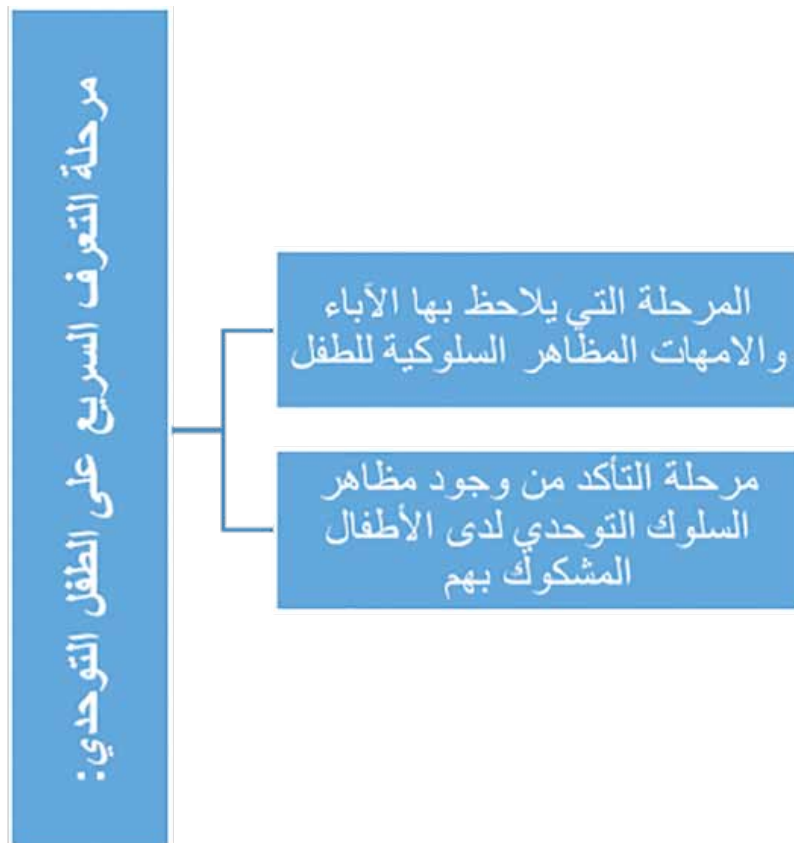 مرحلة التعرف السريع على الطفل التوحدي:
المرحلة التي يلاحظ بها الآباء
والامهات المظاهر السلوكية للطفل
مرحلة التأكد من وجود مظاهر
السلوك التوحدي لدى الأطفال
المشكوك بهم